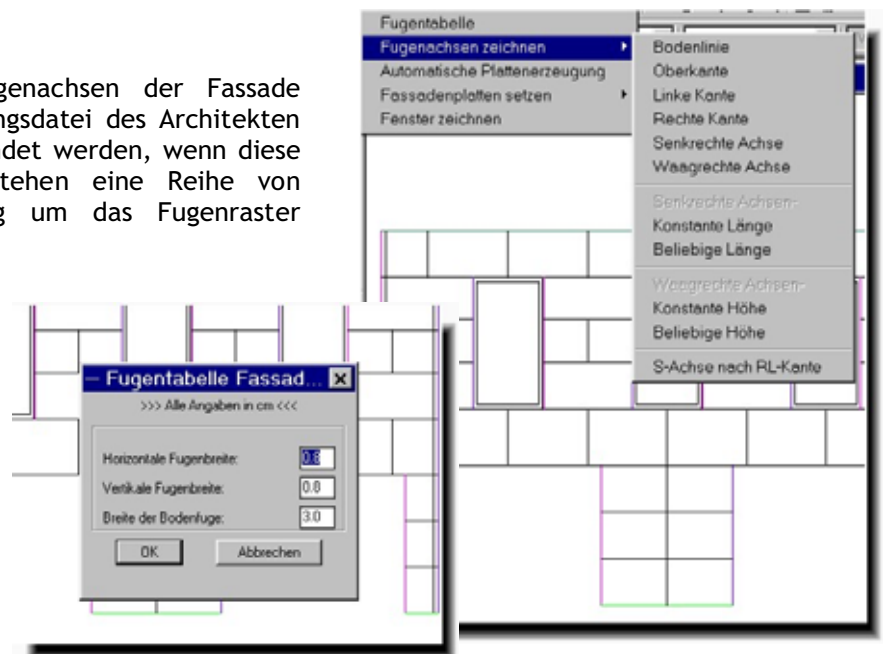 genachsen der Fassade
ngsdatei des Architekten
ndet werden, wenn diese
tehen eine Reihe von
um das Fugenraster
Fugentabelle
Fugenachsen zeichnen
Automatische Plattenerzeugung
Fassadenplatten setzen
Fenster zeichnen
Bodenlinie
Oberkante
Linke Kante
Rechte Kante
Senkrechte Achse
Waagrechte Achse
Senkrechte Achsen-
Konstante Länge
Beliebige Länge
Waagrechte Achsen-
Konstante Höhe
Beliebige Höhe
S-Achse nach RL-Kante
Fugentabelle Fassad...
>>> Alle Angaben in cm <<<
Horizontale Fugenbreite: 0.8
Vertikale Fugenbreite: 0.8
Breite der Bodenfuge: 3.0
OK Abbrechen